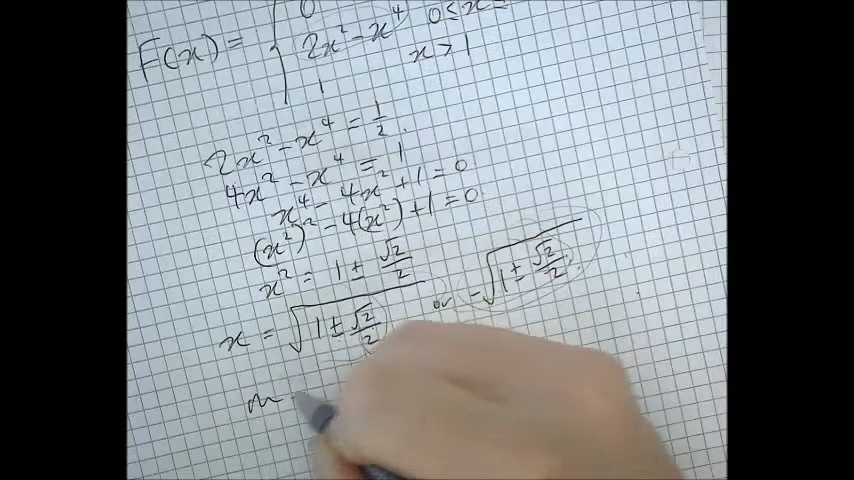 0
F(x) = { 2x² - x⁴ 0 ≤ x ≤
1 x > 1
2x² - x⁴ = 1/2
4x² - x⁴ = 1
x⁴ - 4x² + 1 = 0
(x²)² - 4(x²) + 1 = 0
x² = 1 ± √2/2
x = √(1 ± √2/2) or -√(1 ± √2/2)
m